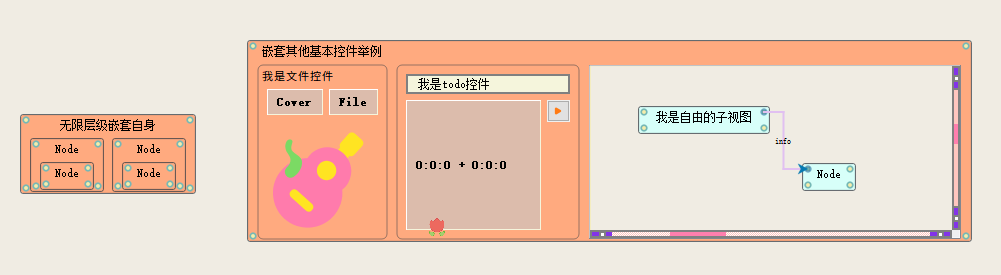 无限层级嵌套自身
Node
Node
Node
Node
嵌套其他基本控件举例
我是文件控件
Cover
File
我是todo控件
0:0:0 + 0:0:0
我是自由的子视图
info
Node